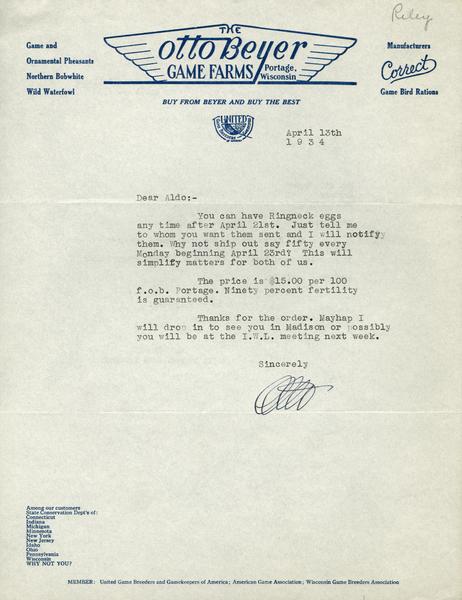 Riley
THE
Otto Beyer
GAME FARMS
Portage,
Wisconsin
Game and
Ornamental Pheasants
Northern Bobwhite
Wild Waterfowl
Manufacturers
Correct
Game Bird Rations
BUY FROM BEYER AND BUY THE BEST
UNITED
April 13th
1 9 3 4
Dear Aldo:-
You can have Ringneck eggs
any time after April 21st. Just tell me
to whom you want them sent and I will notify
them. Why not ship out say fifty every
Monday beginning April 23rd? This will
simplify matters for both of us.
The price is $15.00 per 100
f.o.b. Portage. Ninety percent fertility
is guaranteed.
Thanks for the order. Mayhap I
will drop in to see you in Madison or possibly
you will be at the I.W.L. meeting next week.
Sincerely
Otto
Among our customers
State Conservation Dept's of:
Connecticut
Indiana
Michigan
Minnesota
New York
New Jersey
Idaho
Ohio
Pennsylvania
Wisconsin
WHY NOT YOU?
MEMBER: United Game Breeders and Gamekeepers of America; American Game Association; Wisconsin Game Breeders Association